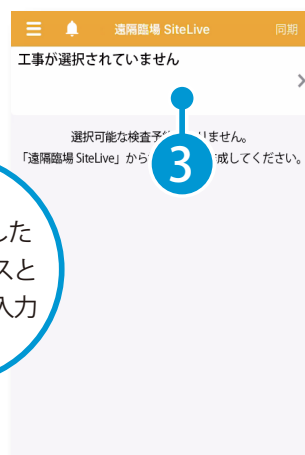 遠隔臨場 SiteLive
同期
工事が選択されていません
選択可能な検査予 りません。
「遠隔臨場 SiteLive」から 成してください。
3
した
スと
入力